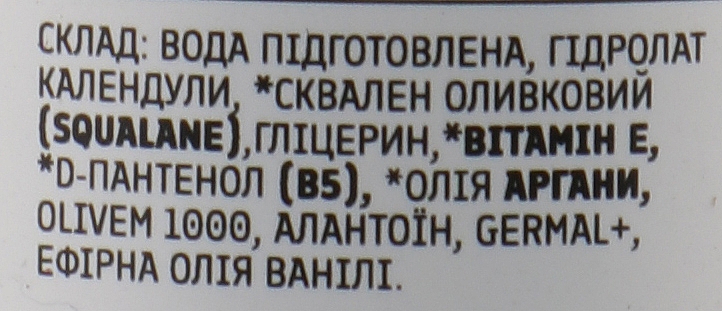 СКЛАД: ВОДА ПІДГОТОВЛЕНА, ГІДРОЛАТ
КАЛЕНДУЛИ, *СКВАЛЕН ОЛИВКОВИЙ
(SQUALANE),ГЛІЦЕРИН,*ВІТАМІН Е,
*D-ПАНТЕНОЛ (B5), *ОЛІЯ АРГАНИ,
OLIVEM 1000, АЛАНТОЇН, GERMAL+,
ЕФІРНА ОЛІЯ ВАНІЛІ.